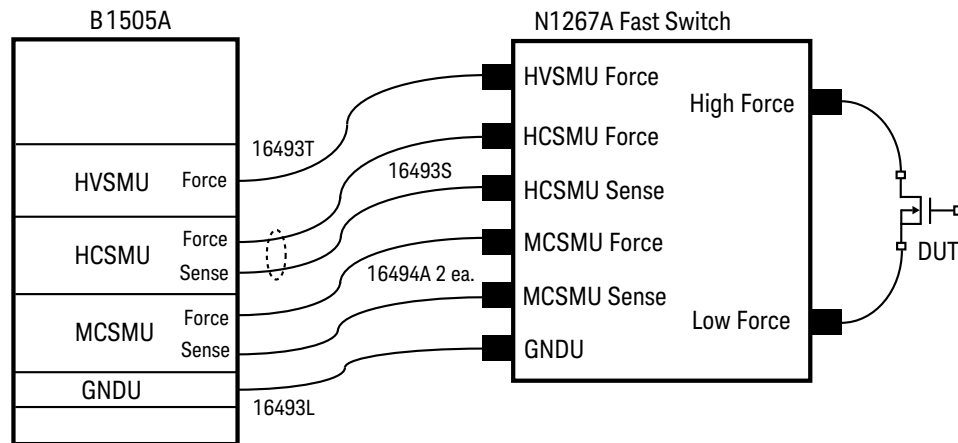 B1505A
N1267A Fast Switch
HVSMU Force
High Force
HCSMU Force
16493T
16493S
HVSMU Force
HCSMU Sense
Force
HCSMU
Sense
MCSMU Force
DUT
16494A 2 ea.
MCSMU Sense
Force
MCSMU
Sense
Low Force
GNDU
GNDU
16493L